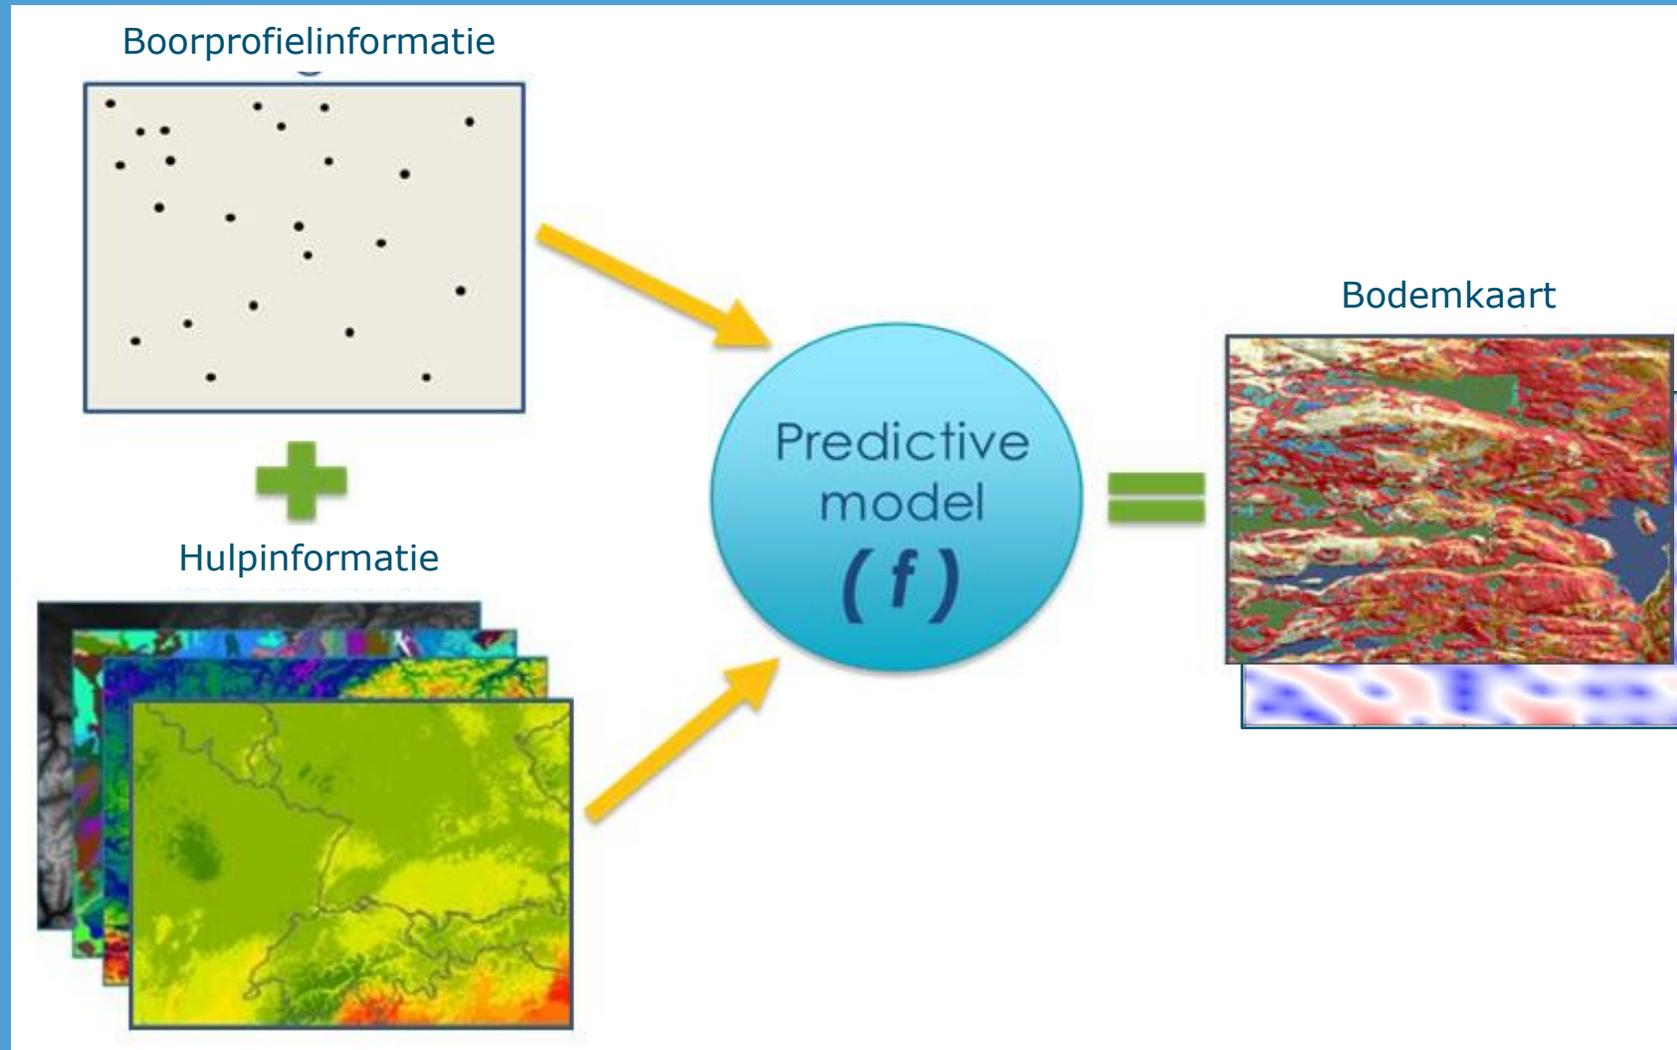 Boorprofielinformatie
Hulpinformatie
Predictive
model
( f )
Bodemkaart